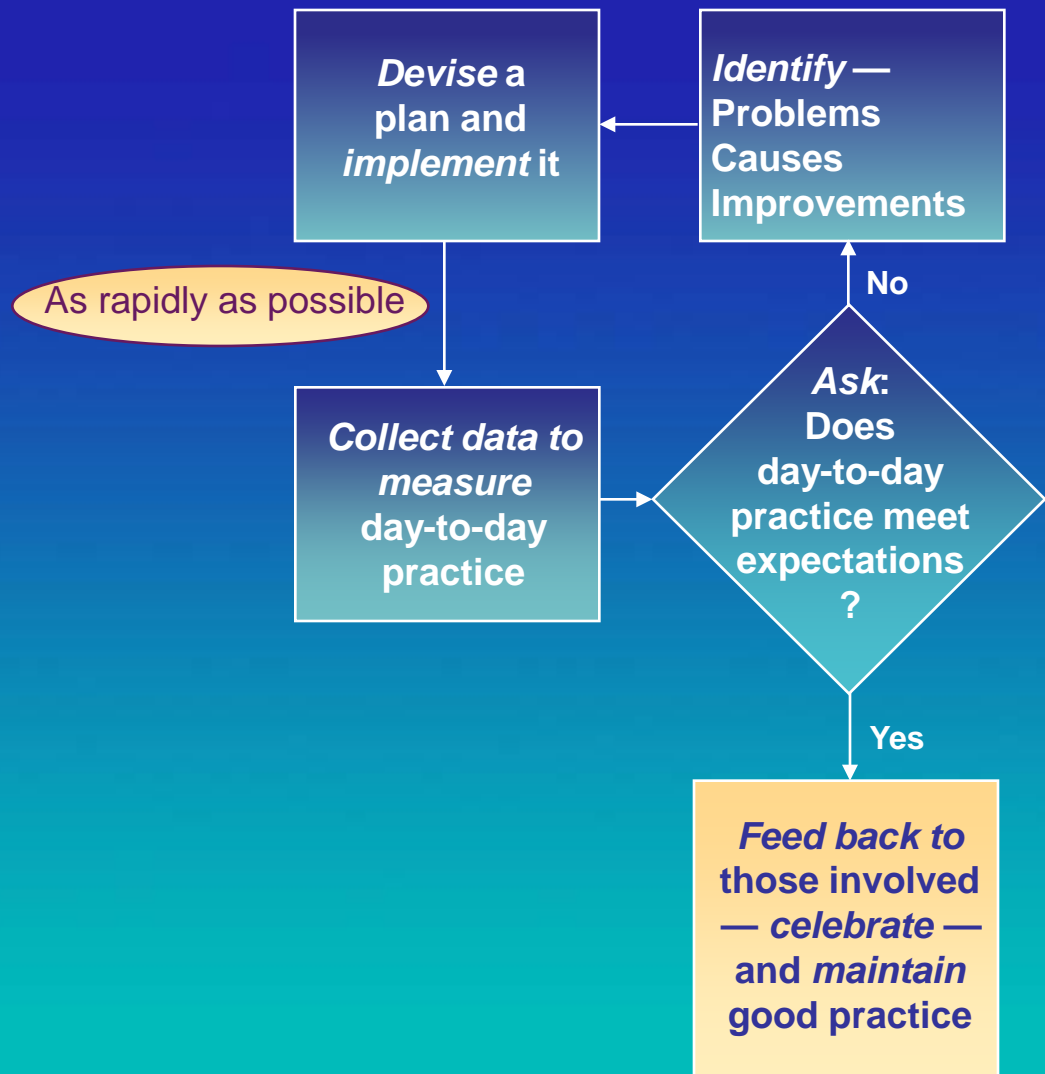 Devise a
plan and
implement it
Identify —
Problems
Causes
Improvements
As rapidly as possible
No
Collect data to
measure
day-to-day
practice
Ask:
Does
day-to-day
practice meet
expectations
?
Yes
Feed back to
those involved
— celebrate —
and maintain
good practice